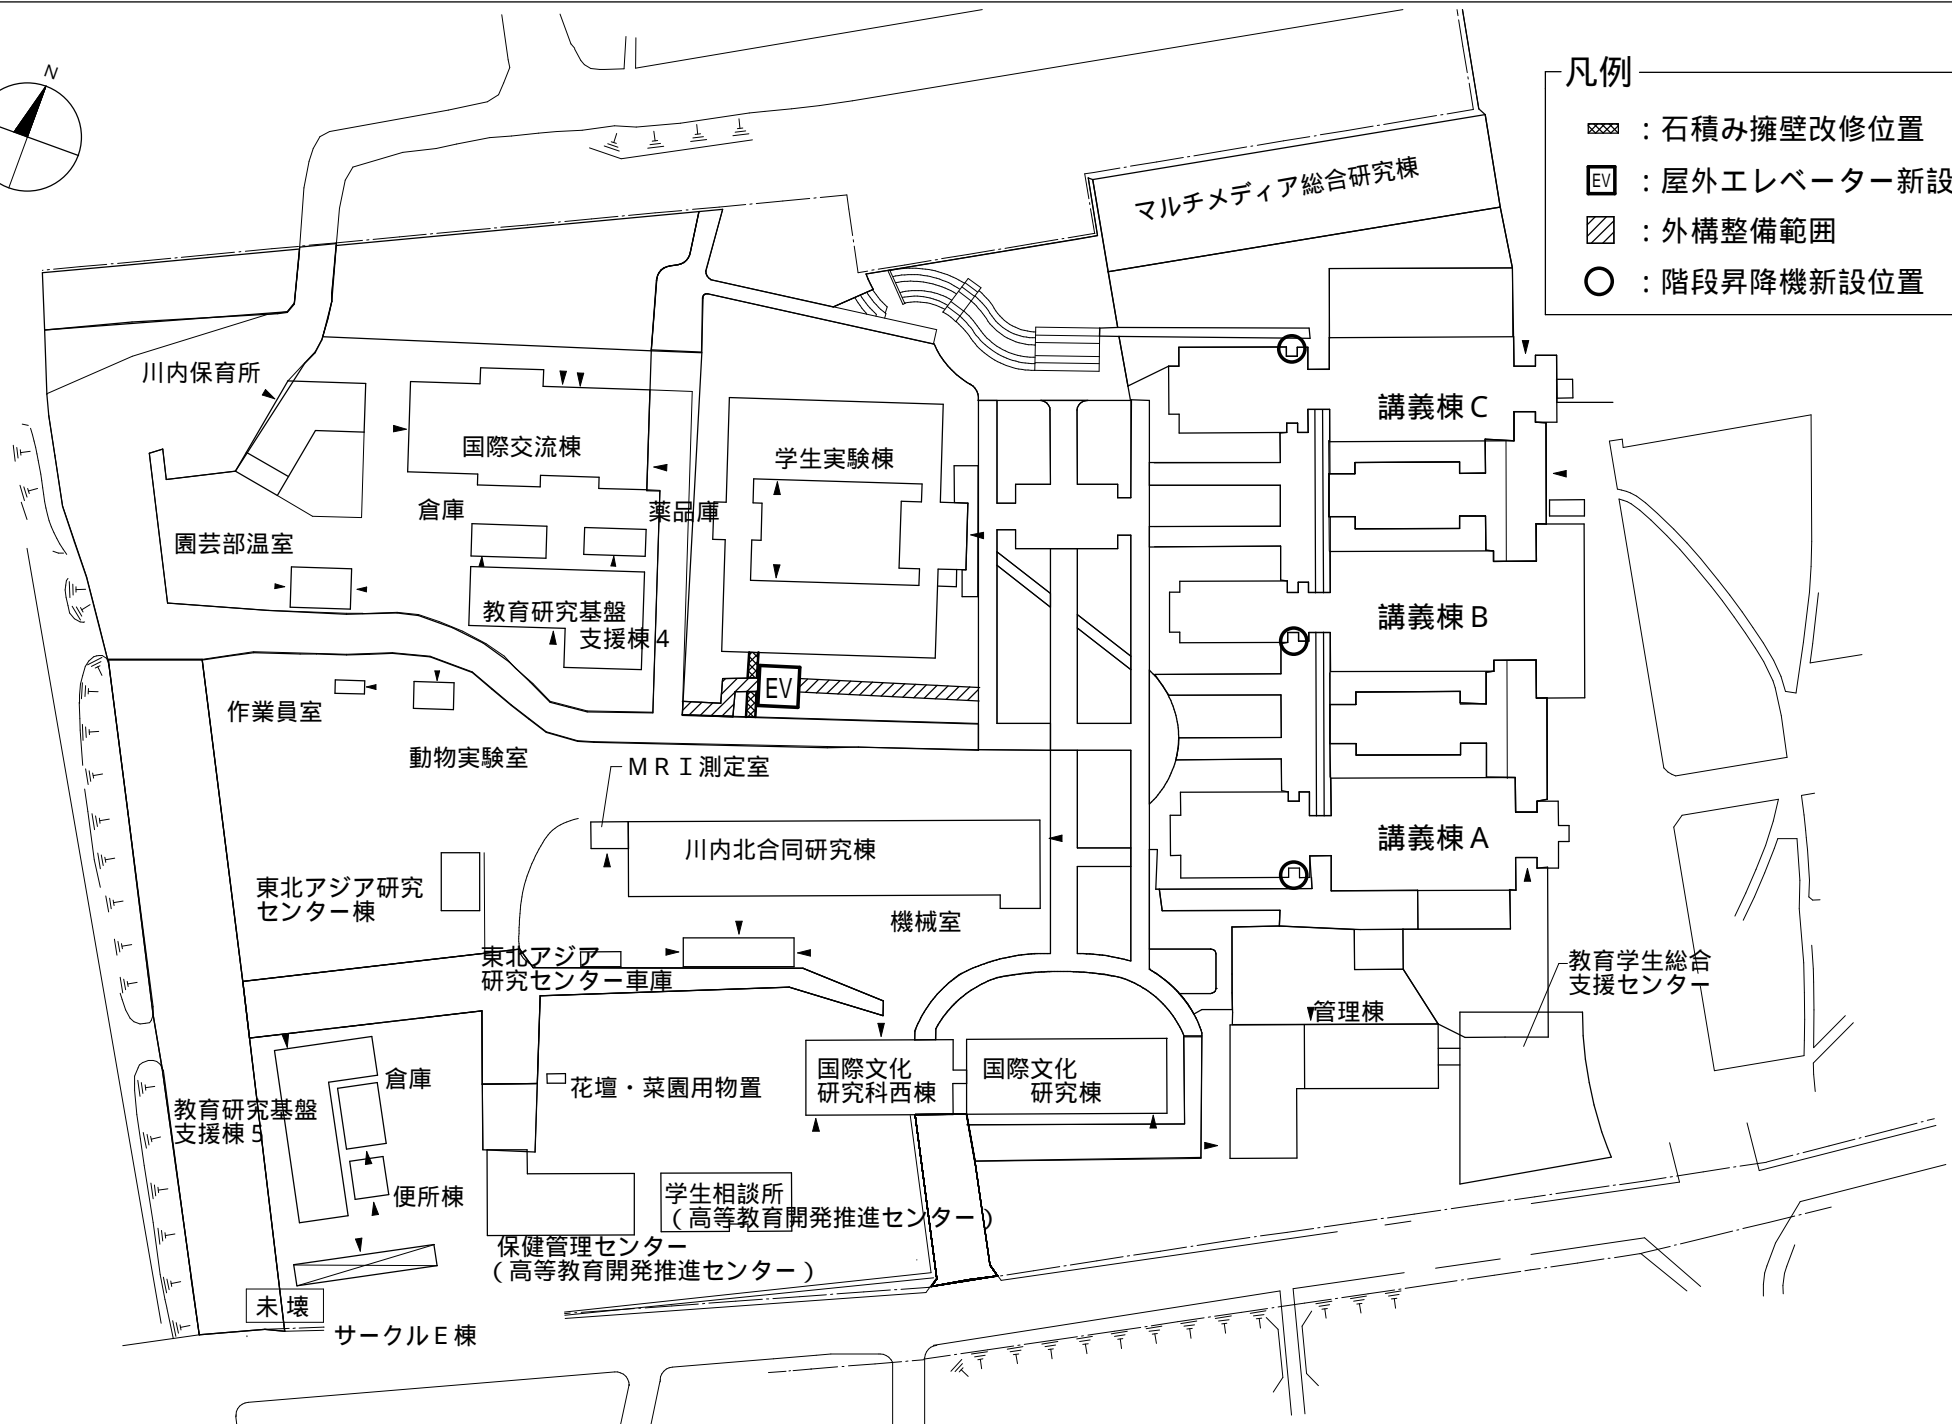 N
凡例
：石積み擁壁改修位置
EV ：屋外エレベーター新設
：外構整備範囲
：階段昇降機新設位置
マルチメディア総合研究棟
川内保育所
国際交流棟
学生実験棟
講義棟C
倉庫
薬品庫
園芸部温室
教育研究基盤
支援棟4
講義棟B
EV
作業員室
動物実験室
MRI測定室
川内北合同研究棟
講義棟A
東北アジア研究
センター棟
機械室
東北アジア
研究センター車庫
教育学生総合
支援センター
管理棟
国際文化
研究科西棟
国際文化
研究棟
倉庫
花壇・菜園用物置
教育研究基盤
支援棟5
便所棟
学生相談所
（高等教育開発推進センター）
保健管理センター
（高等教育開発推進センター）
未壊
サークルE棟